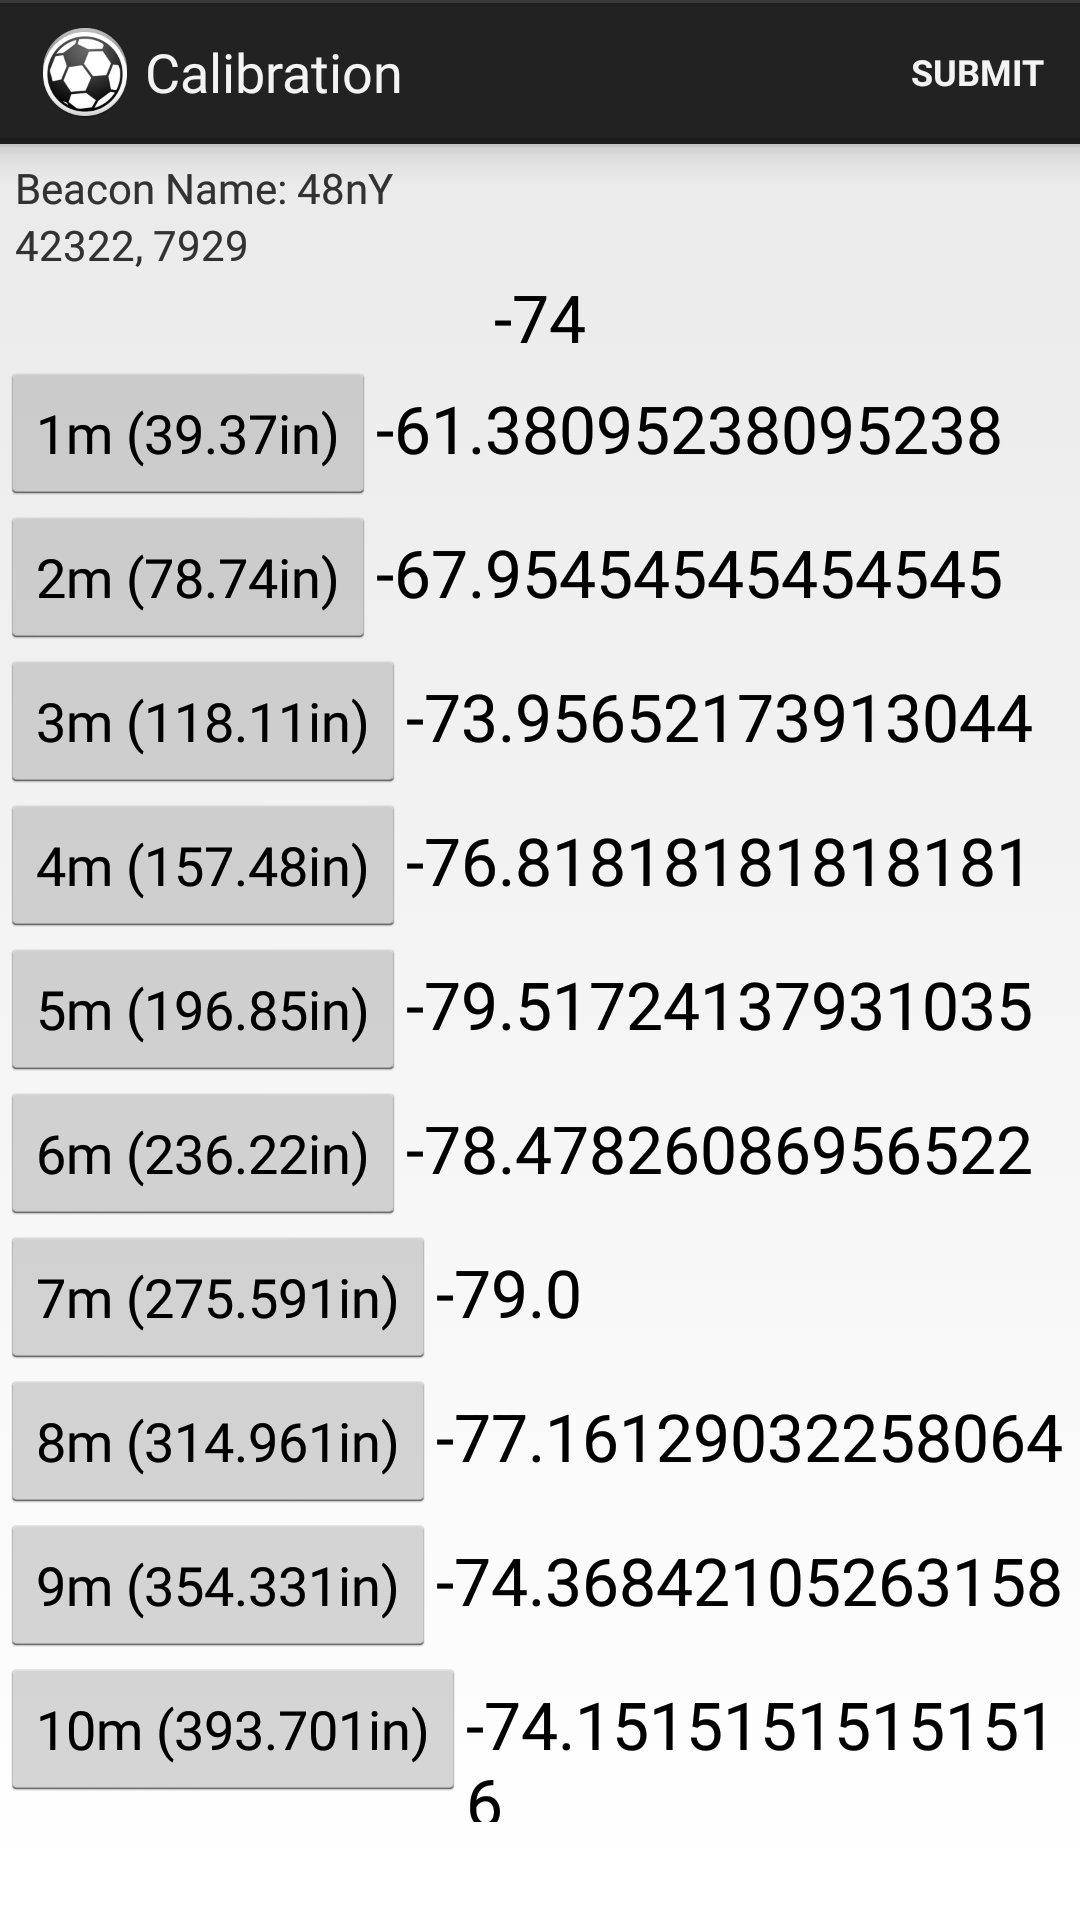 Calibration
SUBMIT
Beacon Name: 48nY
42322, 7929
-74
1m (39.37in) -61.38095238095238
2m (78.74in) -67.95454545454545
3m (118.11in) -73.95652173913044
4m (157.48in) -76.81818181818181
5m (196.85in) -79.51724137931035
6m (236.22in) -78.47826086956522
7m (275.591in) -79.0
8m (314.961in) -77.16129032258064
9m (354.331in) -74.36842105263158
10m (393.701in) -74.1515151515151
6